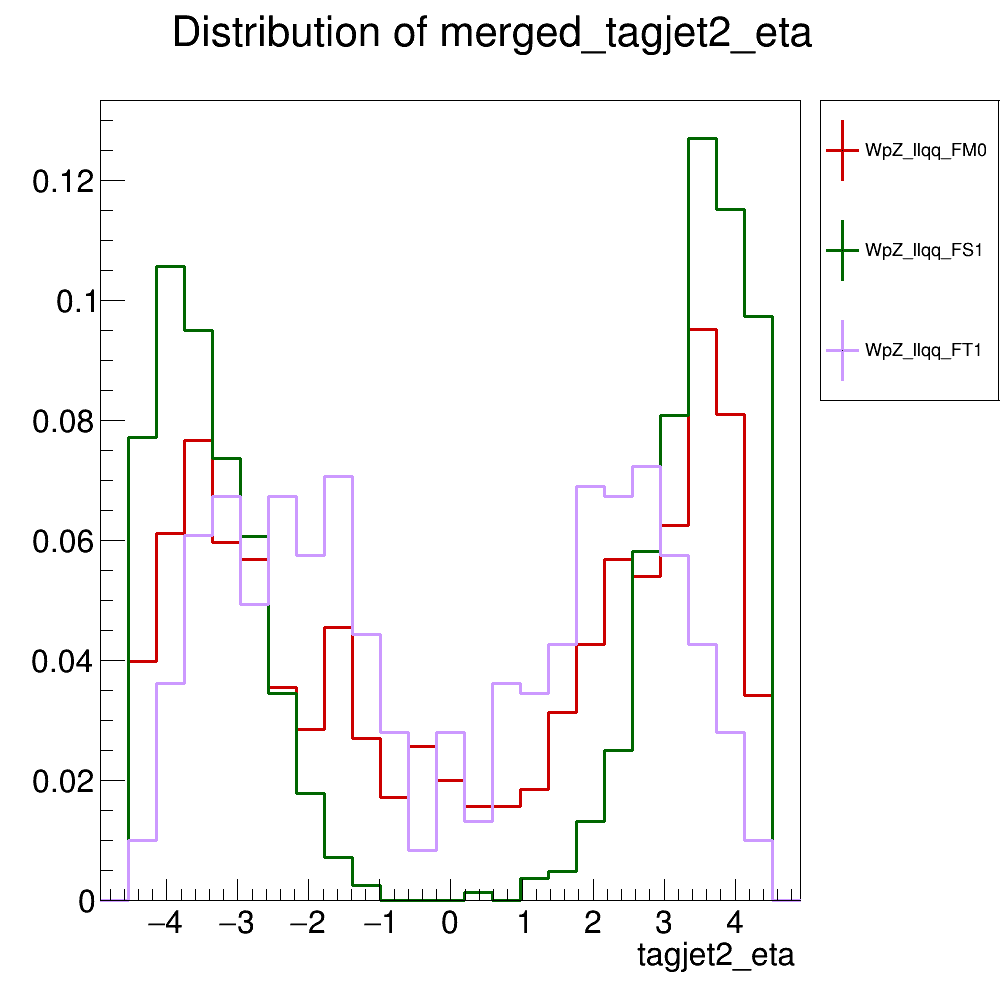 Distribution of merged_tagjet2_eta
WpZ_llqq_FM0
WpZ_llqq_FS1
WpZ_llqq_FT1
0.12
0.1
0.08
0.06
0.04
0.02
0
−4 −3 −2 −1 0 1 2 3 4
tagjet2_eta